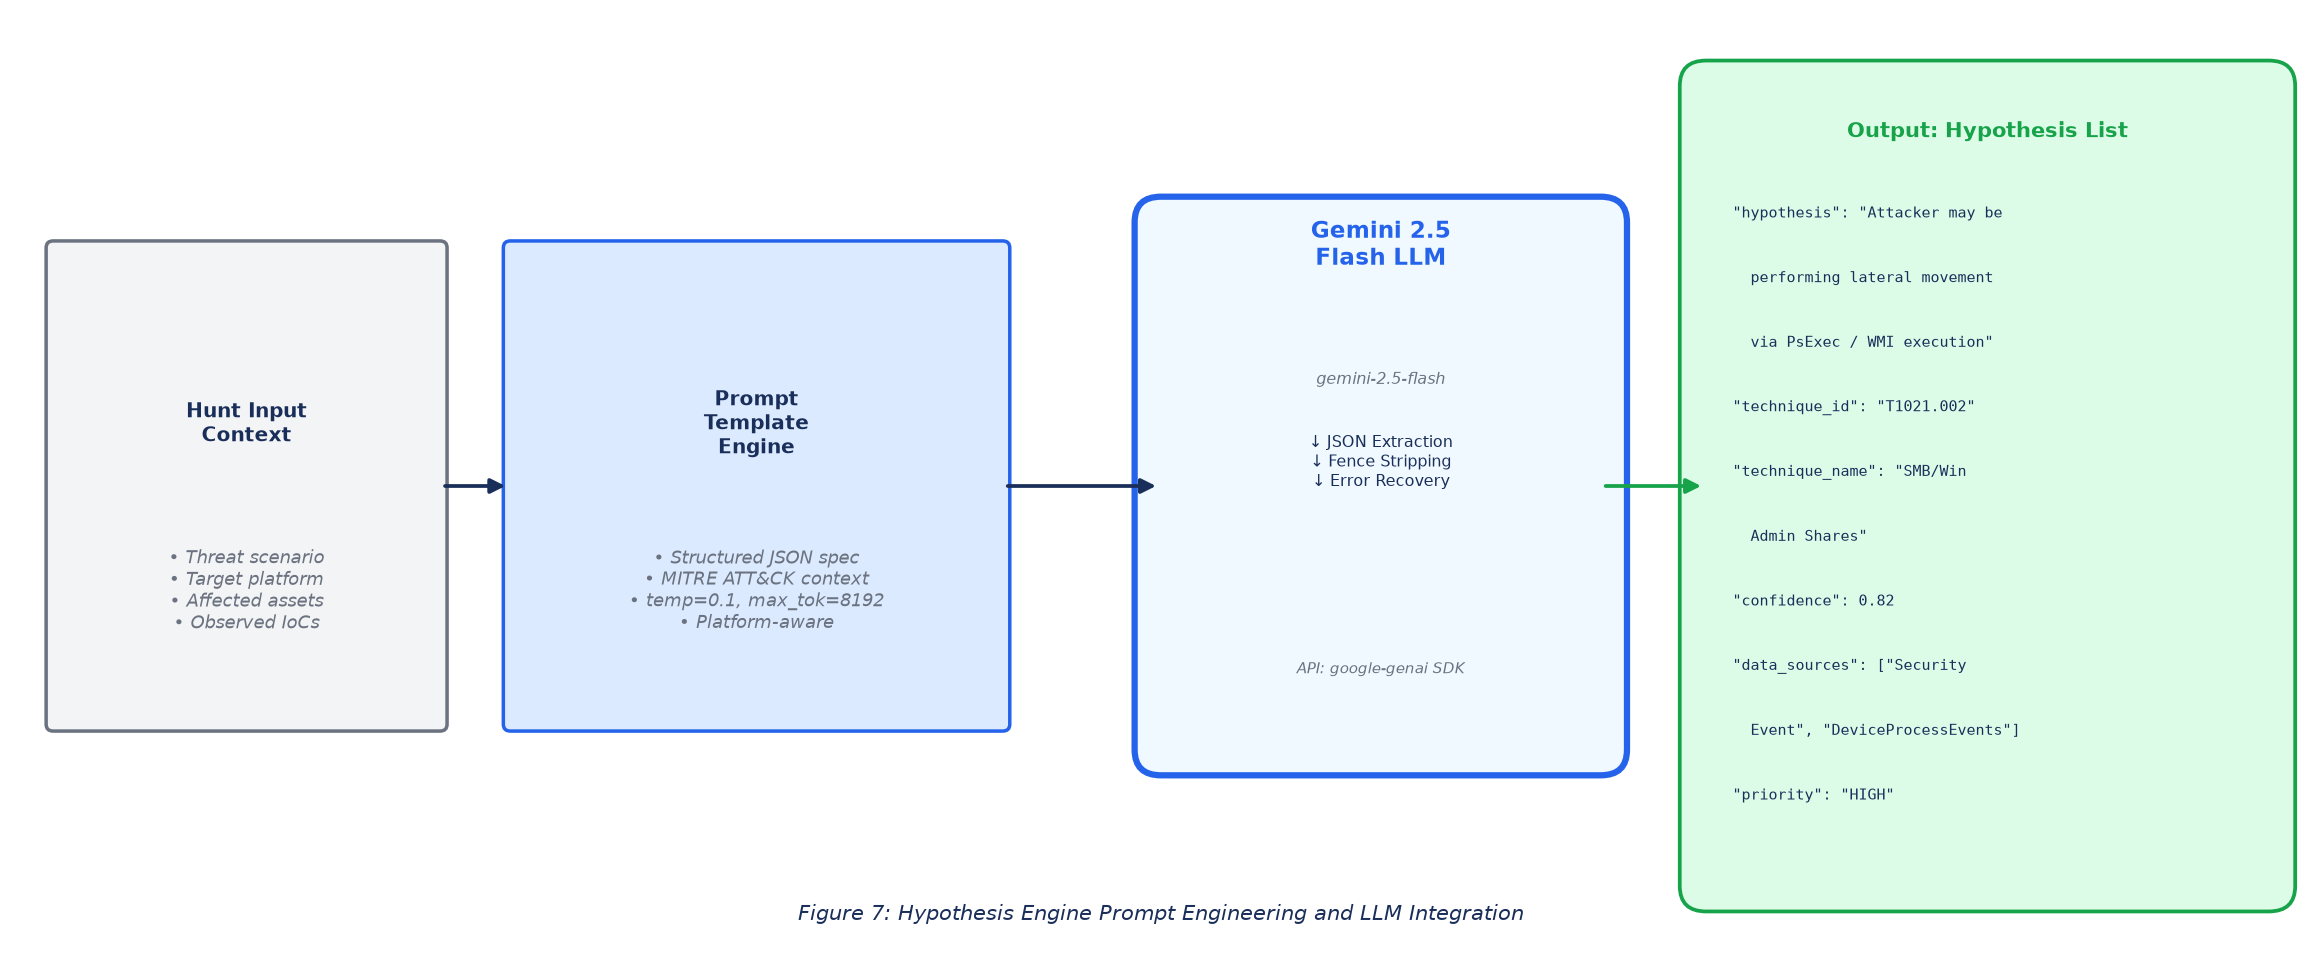 Hunt Input
Context
• Threat scenario
• Target platform
• Affected assets
• Observed IoCs
Prompt
Template
Engine
• Structured JSON spec
• MITRE ATT&CK context
• temp=0.1, max_tok=8192
• Platform-aware
Gemini 2.5
Flash LLM
gemini-2.5-flash
↓ JSON Extraction
↓ Fence Stripping
↓ Error Recovery
API: google-genai SDK
Output: Hypothesis List
"hypothesis": "Attacker may be
performing lateral movement
via PsExec / WMI execution"
"technique_id": "T1021.002"
"technique_name": "SMB/Win
Admin Shares"
"confidence": 0.82
"data_sources": ["Security
Event", "DeviceProcessEvents"]
"priority": "HIGH"
Figure 7: Hypothesis Engine Prompt Engineering and LLM Integration